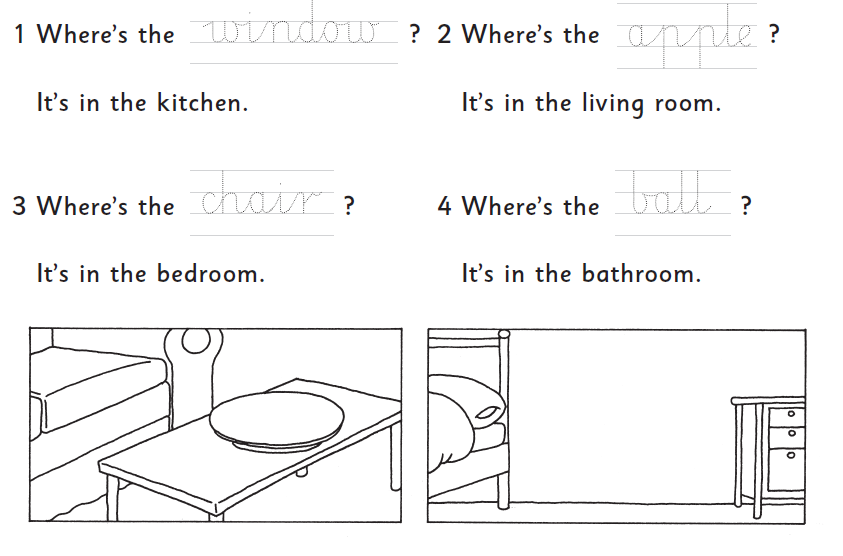 1 Where's the window ? 2 Where's the apple ?
It's in the kitchen. It's in the living room.
3 Where's the chair ? 4 Where's the ball ?
It's in the bedroom. It's in the bathroom.